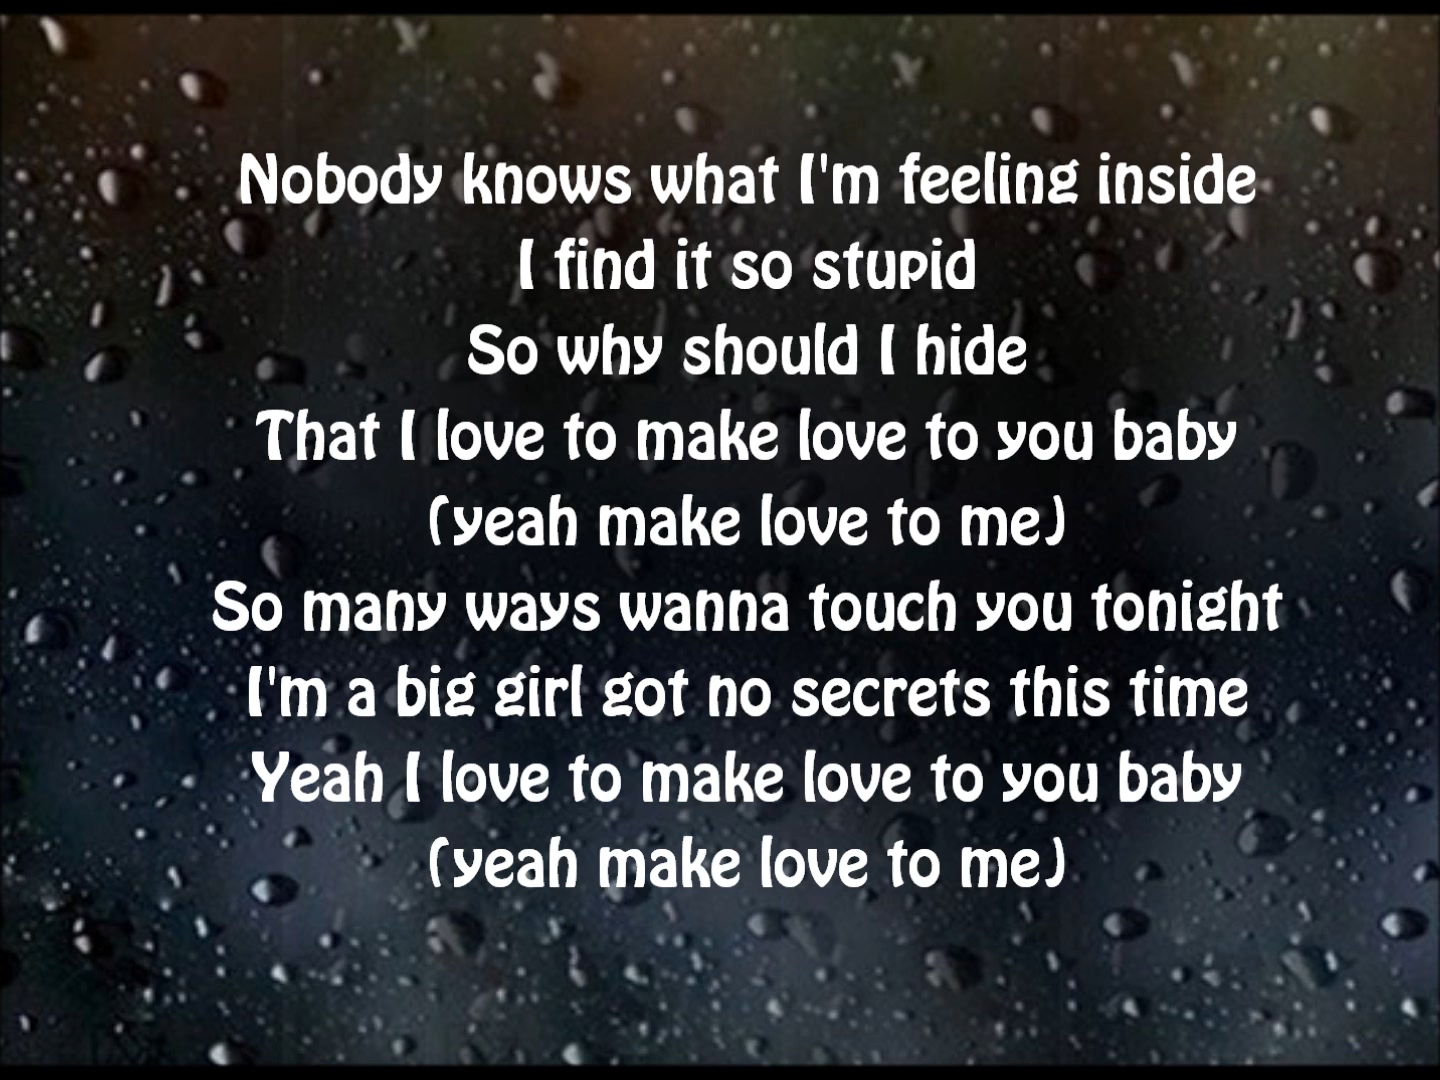 Nobody knows what I'm feeling inside
I find it so stupid
So why should I hide
That I love to make love to you baby
(yeah make love to me)
So many ways wanna touch you tonight
I'm a big girl got no secrets this time
Yeah I love to make love to you baby
(yeah make love to me)